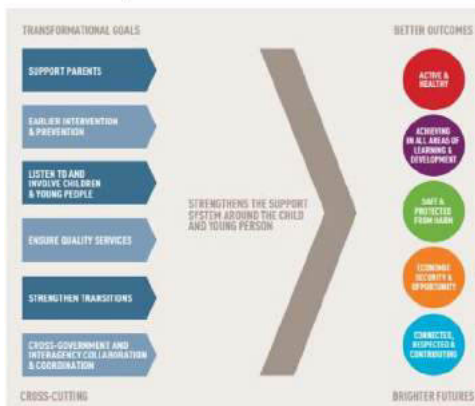 TRANSFORMATIONAL GOALS
SUPPORT PARENTS
EARLIER INTERVENTION
& PREVENTION
LISTEN TO AND
INVOLVE CHILDREN
& YOUNG PEOPLE
ENSURE QUALITY SERVICES
STRENGTHEN TRANSITIONS
CROSS-GOVERNMENT AND
INTERAGENCY COLLABORATION
& COORDINATION
CROSS-CUTTING
STRENGTHENS THE SUPPORT
SYSTEM AROUND THE CHILD
AND YOUNG PERSON
BETTER OUTCOMES
ACTIVE &
HEALTHY
ACHIEVING
IN ALL AREAS OF
LEARNING &
DEVELOPMENT
SAFE &
PROTECTED
FROM HARM
ECONOMIC
SECURITY &
OPPORTUNITY
CONNECTED,
RESPECTED &
CONTRIBUTING
BRIGHTER FUTURES